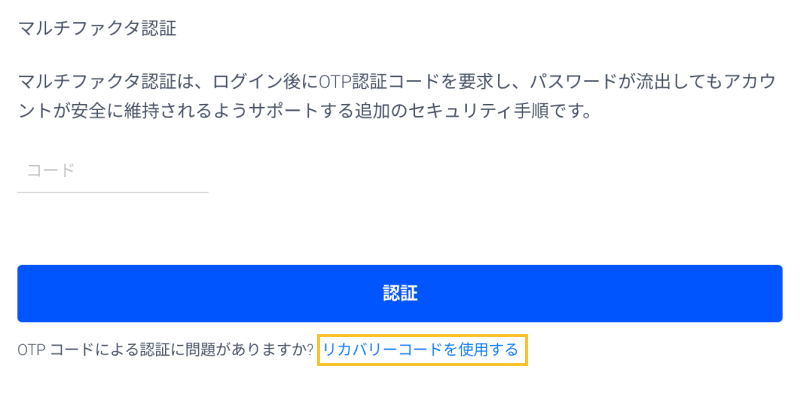 マルチファクタ認証
マルチファクタ認証は、ログイン後にOTP認証コードを要求し、パスワードが流出してもアカウ
ントが安全に維持されるようサポートする追加のセキュリティ手順です。
コード
認証
OTP コードによる認証に問題がありますか? リカバリーコードを使用する